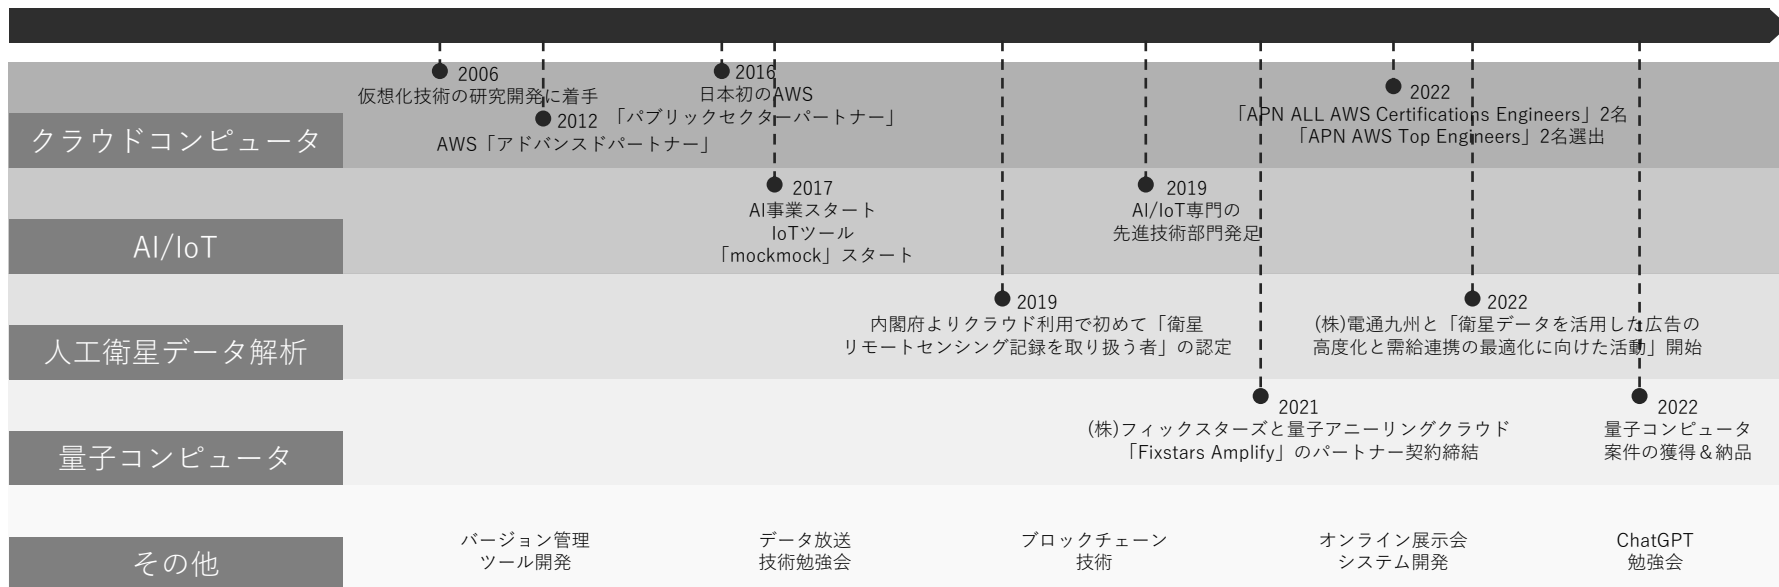 クラウドコンピュータ
2006
仮想化技術の研究開発に着手
2012
AWS「アドバンスドパートナー」
2016
日本初のAWS
「パブリックセクターパートナー」
2022
「APN ALL AWS Certifications Engineers」2名
「APN AWS Top Engineers」2名選出
AI/IoT
2017
AI事業スタート
IoTツール
「mockmock」スタート
2019
AI/IoT専門の
先進技術部門発足
人工衛星データ解析
2019
内閣府よりクラウド利用で初めて「衛星
リモートセンシング記録を取り扱う者」の認定
2022
(株)電通九州と「衛星データを活用した広告の
高度化と需給連携の最適化に向けた活動」開始
量子コンピュータ
2021
(株)フィックスターズと量子アニーリングクラウド
「Fixstars Amplify」のパートナー契約締結
2022
量子コンピュータ
案件の獲得＆納品
その他
バージョン管理
ツール開発
データ放送
技術勉強会
ブロックチェーン
技術
オンライン展示会
システム開発
ChatGPT
勉強会